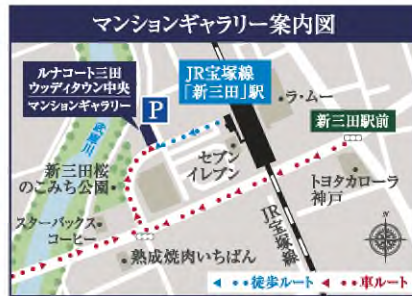 マンションギャラリー案内図
ルナコート三田
ウッディタウン中央
マンションギャラリー
P
JR宝塚線
「新三田」駅
ラ・ムー
新三田駅前
武庫川
セブン
イレブン
新三田桜
のこみち公園
トヨタカローラ
神戸
スターバックス
コーヒー
JR宝塚線
熟成焼肉いちばん
N
徒歩ルート
車ルート